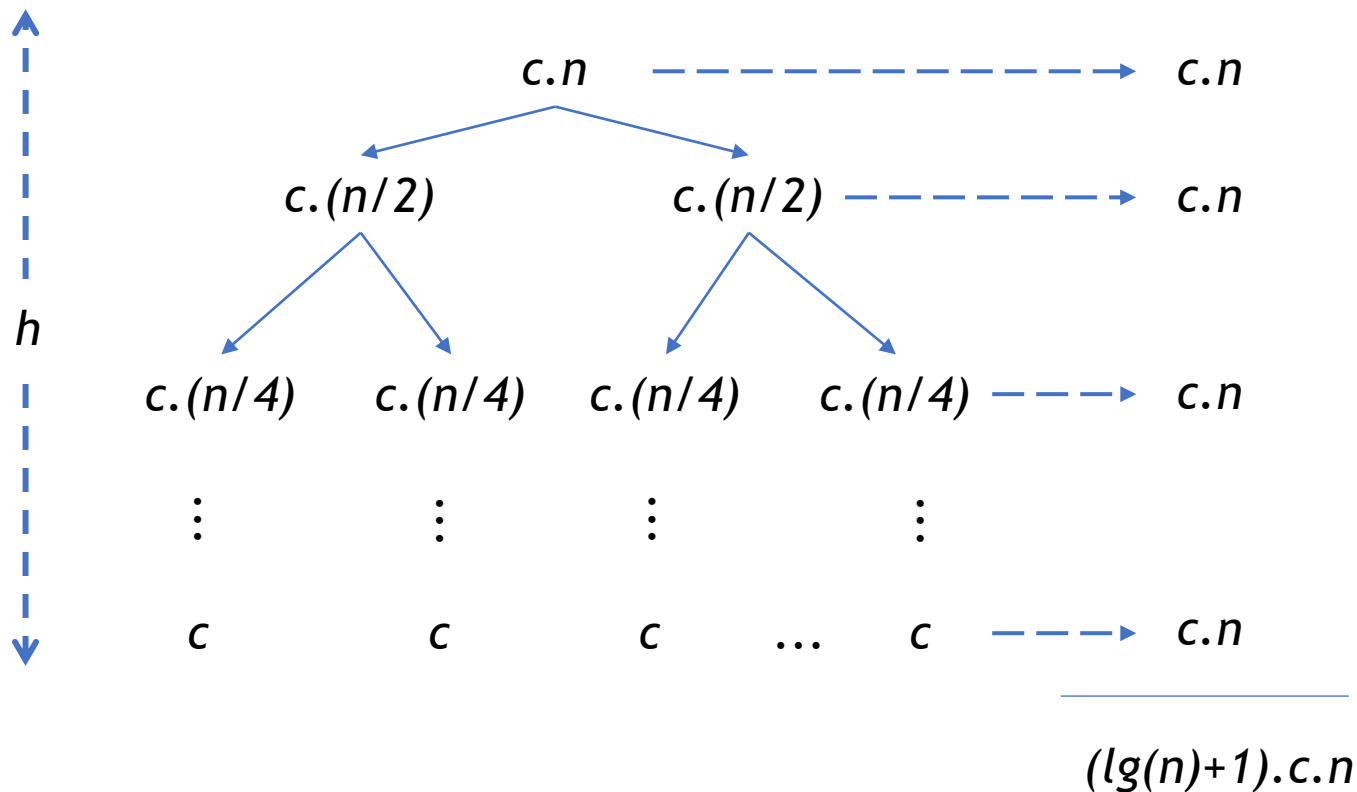 c.n c.n
c.(n/2) c.(n/2) c.n
h
c.(n/4) c.(n/4) c.(n/4) c.(n/4) c.n
⋮ ⋮ ⋮ ⋮
c c c ... c c.n
(lg(n)+1).c.n